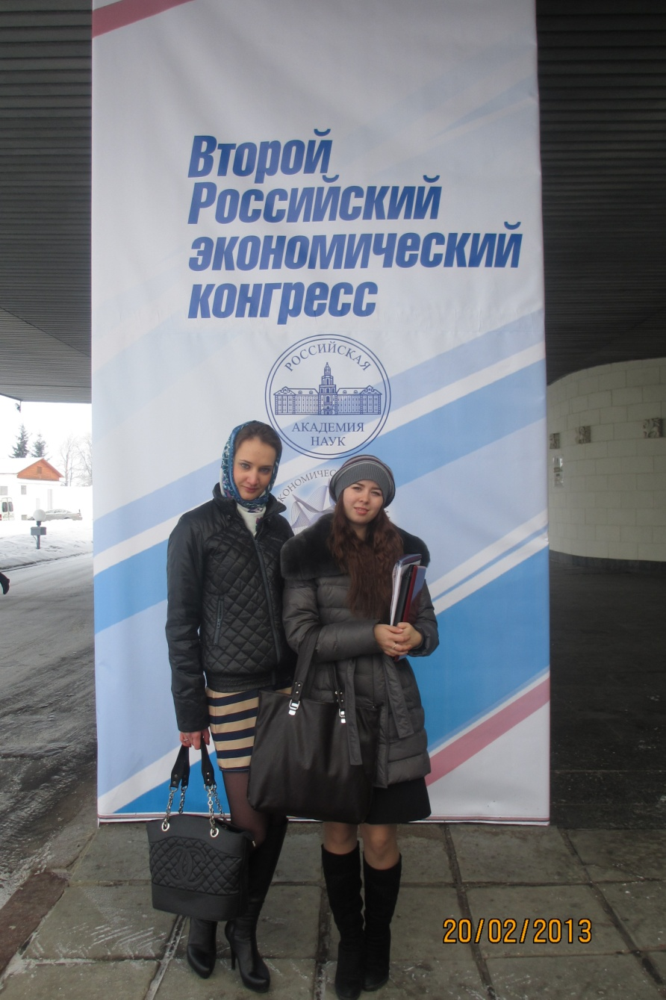 Второй
Российский
экономический
конгресс
РОССИЙСКАЯ
АКАДЕМИЯ
НАУК
20/02/2013